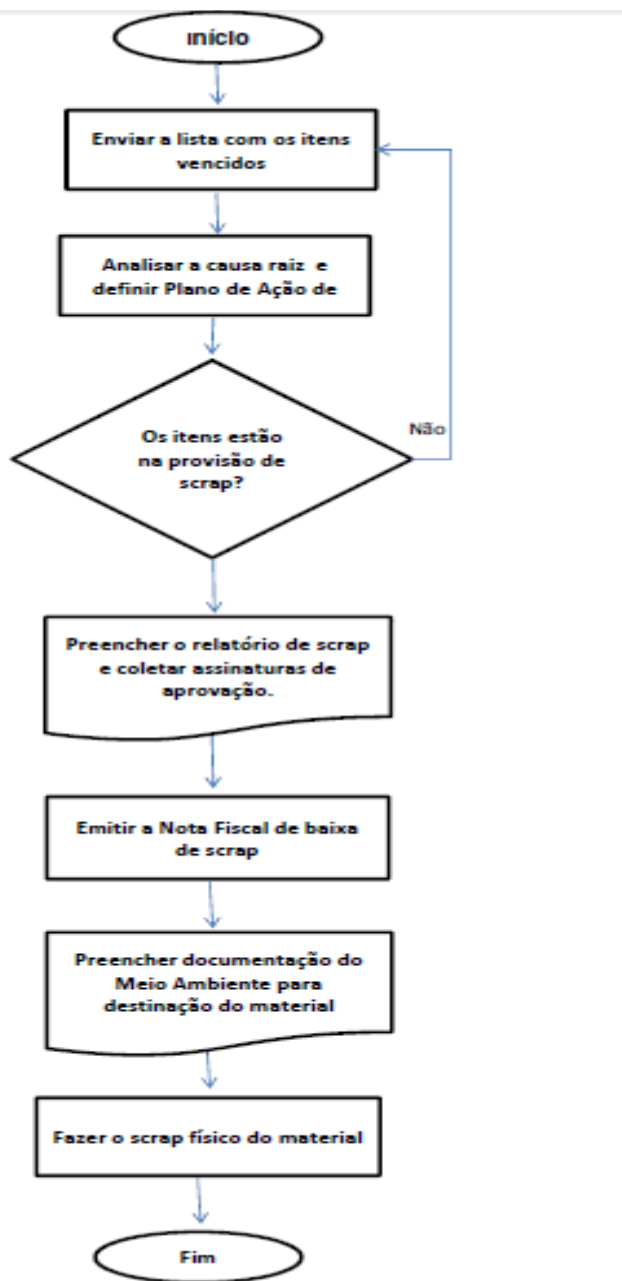 Início
Enviar a lista com os itens
vencidos
Analisar a causa raiz e
definir Plano de Ação de
Os itens estão
na provisão de
scrap?
Não
Preencher o relatório de scrap
e coletar assinaturas de
aprovação.
Emitir a Nota Fiscal de baixa
de scrap
Preencher documentação do
Meio Ambiente para
destinação do material
Fazer o scrap físico do material
Fim